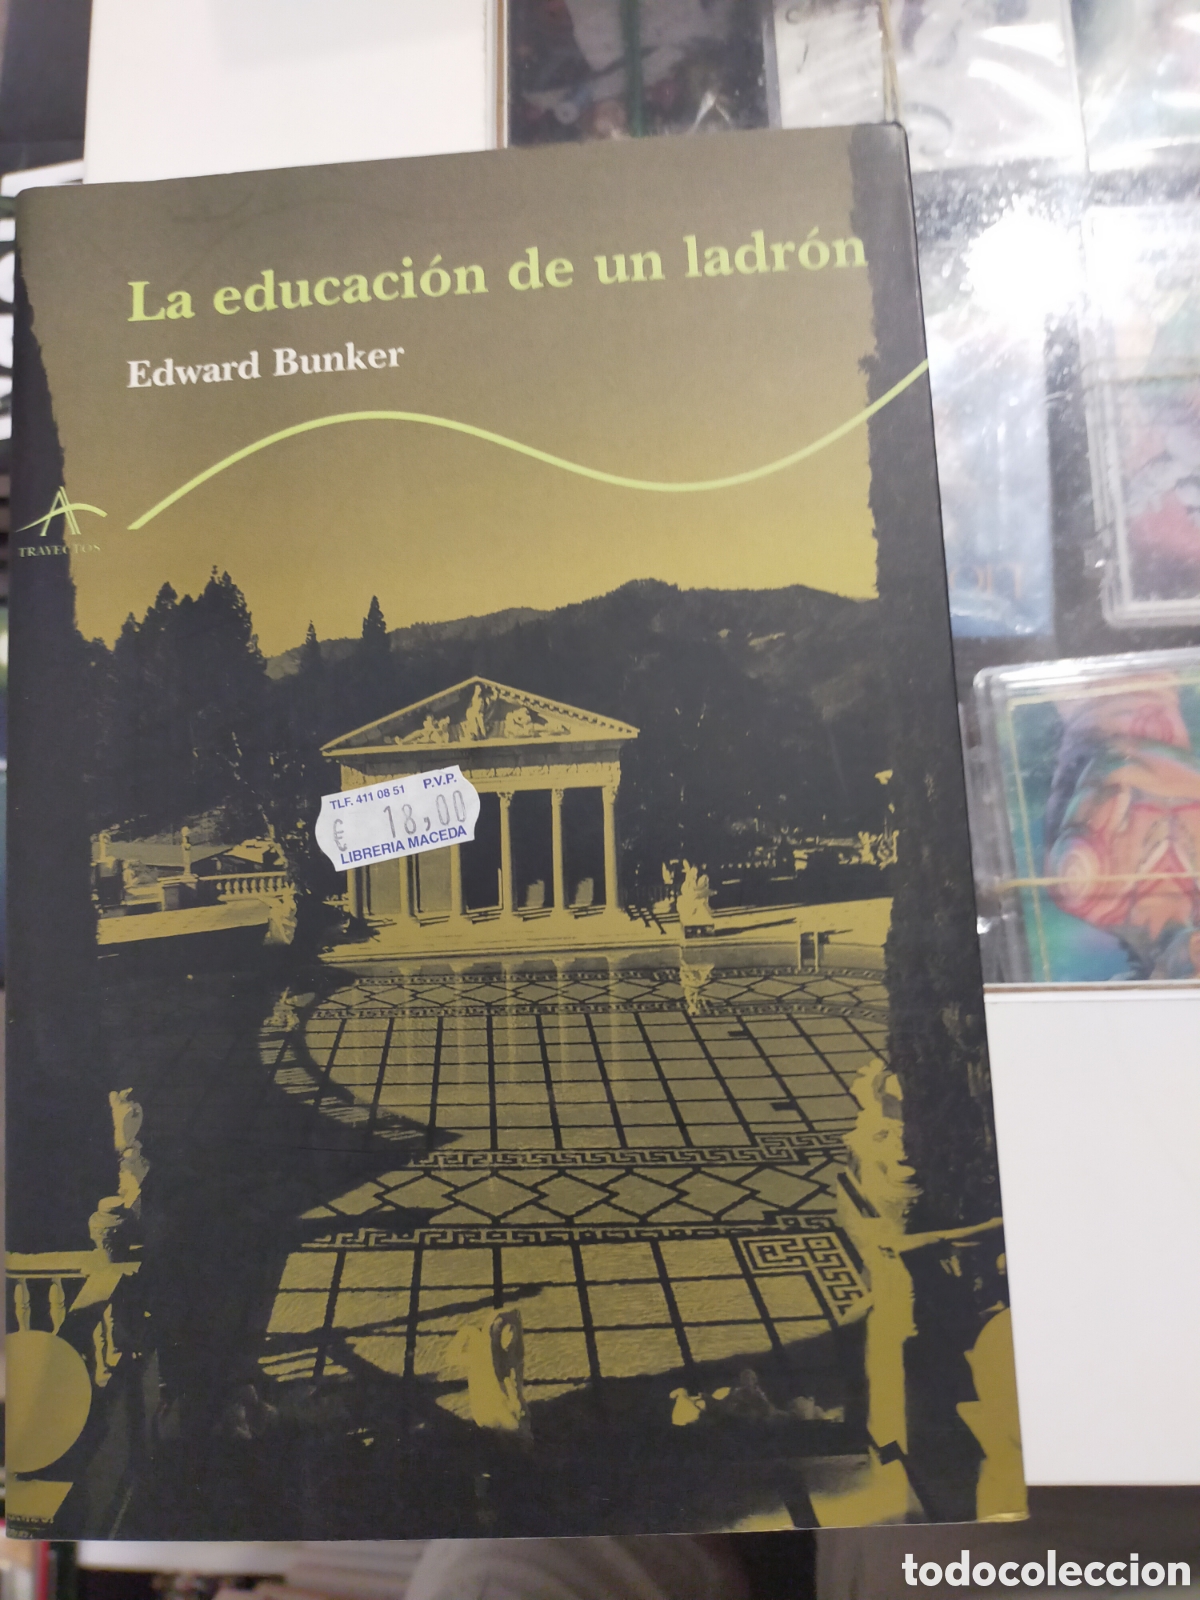 La educación de un ladrón
Edward Bunker
TRAYECTOS
TLF. 411 08 51 P.V.P.
€ 18,00
LIBRERIA MACEDA
todocoleccion